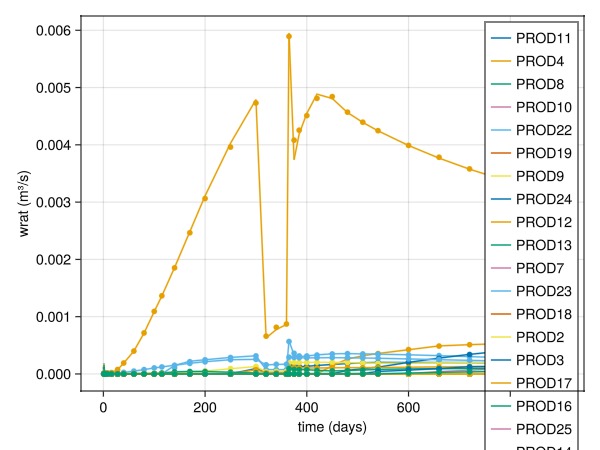 0.006
0.005
0.004
0.003
0.002
0.001
0.000
wrat (m³/s)
0
200
400
600
time (days)
PROD11
PROD4
PROD8
PROD10
PROD22
PROD19
PROD9
PROD24
PROD12
PROD13
PROD7
PROD23
PROD18
PROD2
PROD3
PROD17
PROD16
PROD25